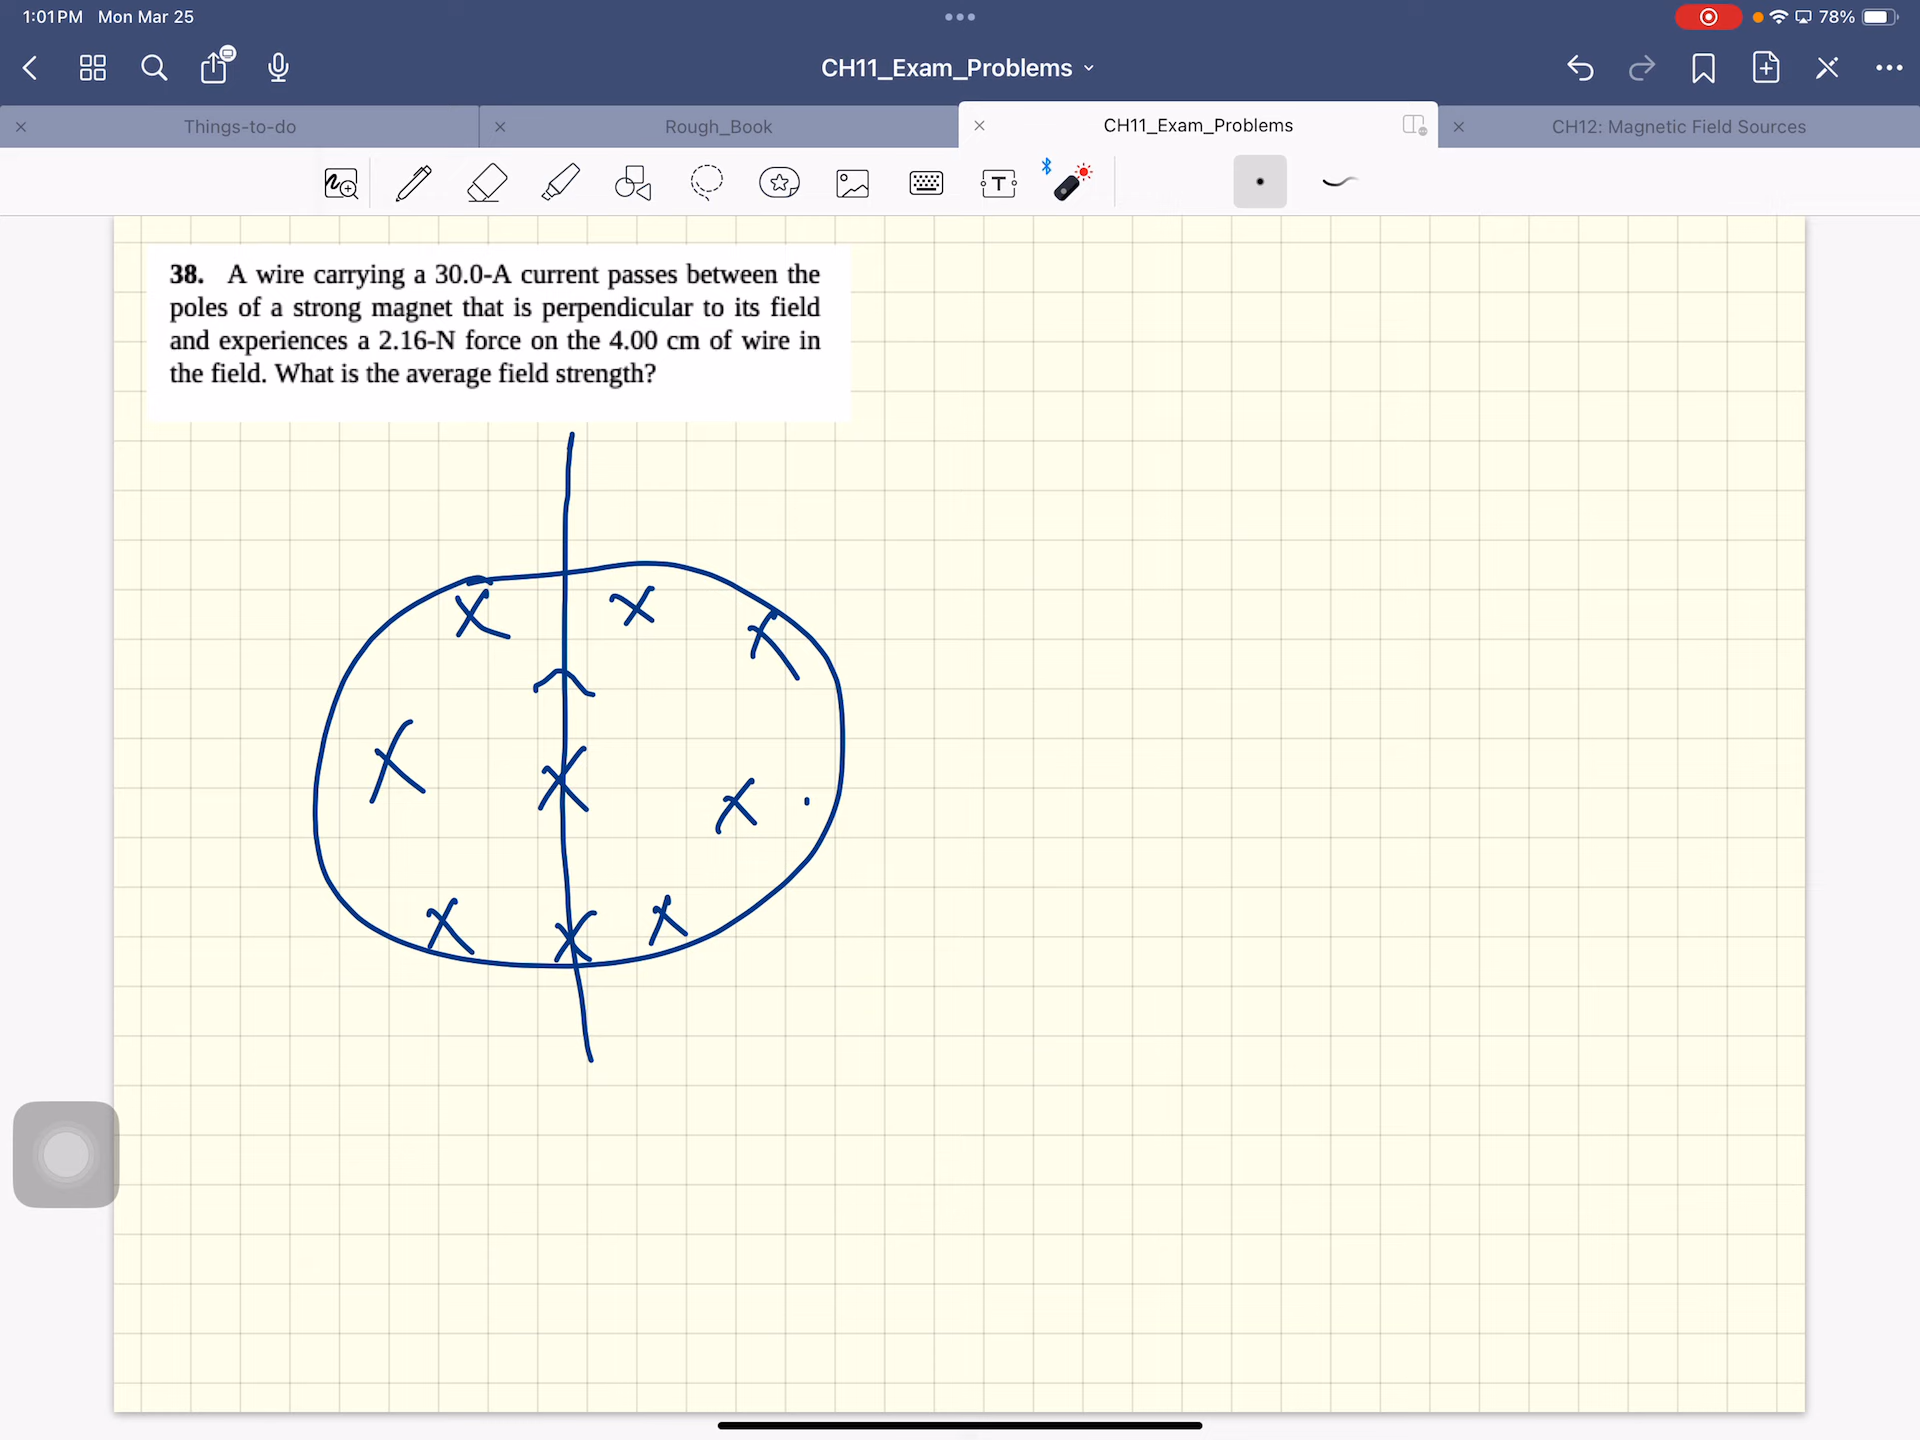 1:01PM Mon Mar 25
78%
CH11_Exam_Problems
Things-to-do
Rough_Book
CH11_Exam_Problems
CH12: Magnetic Field Sources
T
38. A wire carrying a 30.0-A current passes between the
poles of a strong magnet that is perpendicular to its field
and experiences a 2.16-N force on the 4.00 cm of wire in
the field. What is the average field strength?
X X X
X X X
X X X